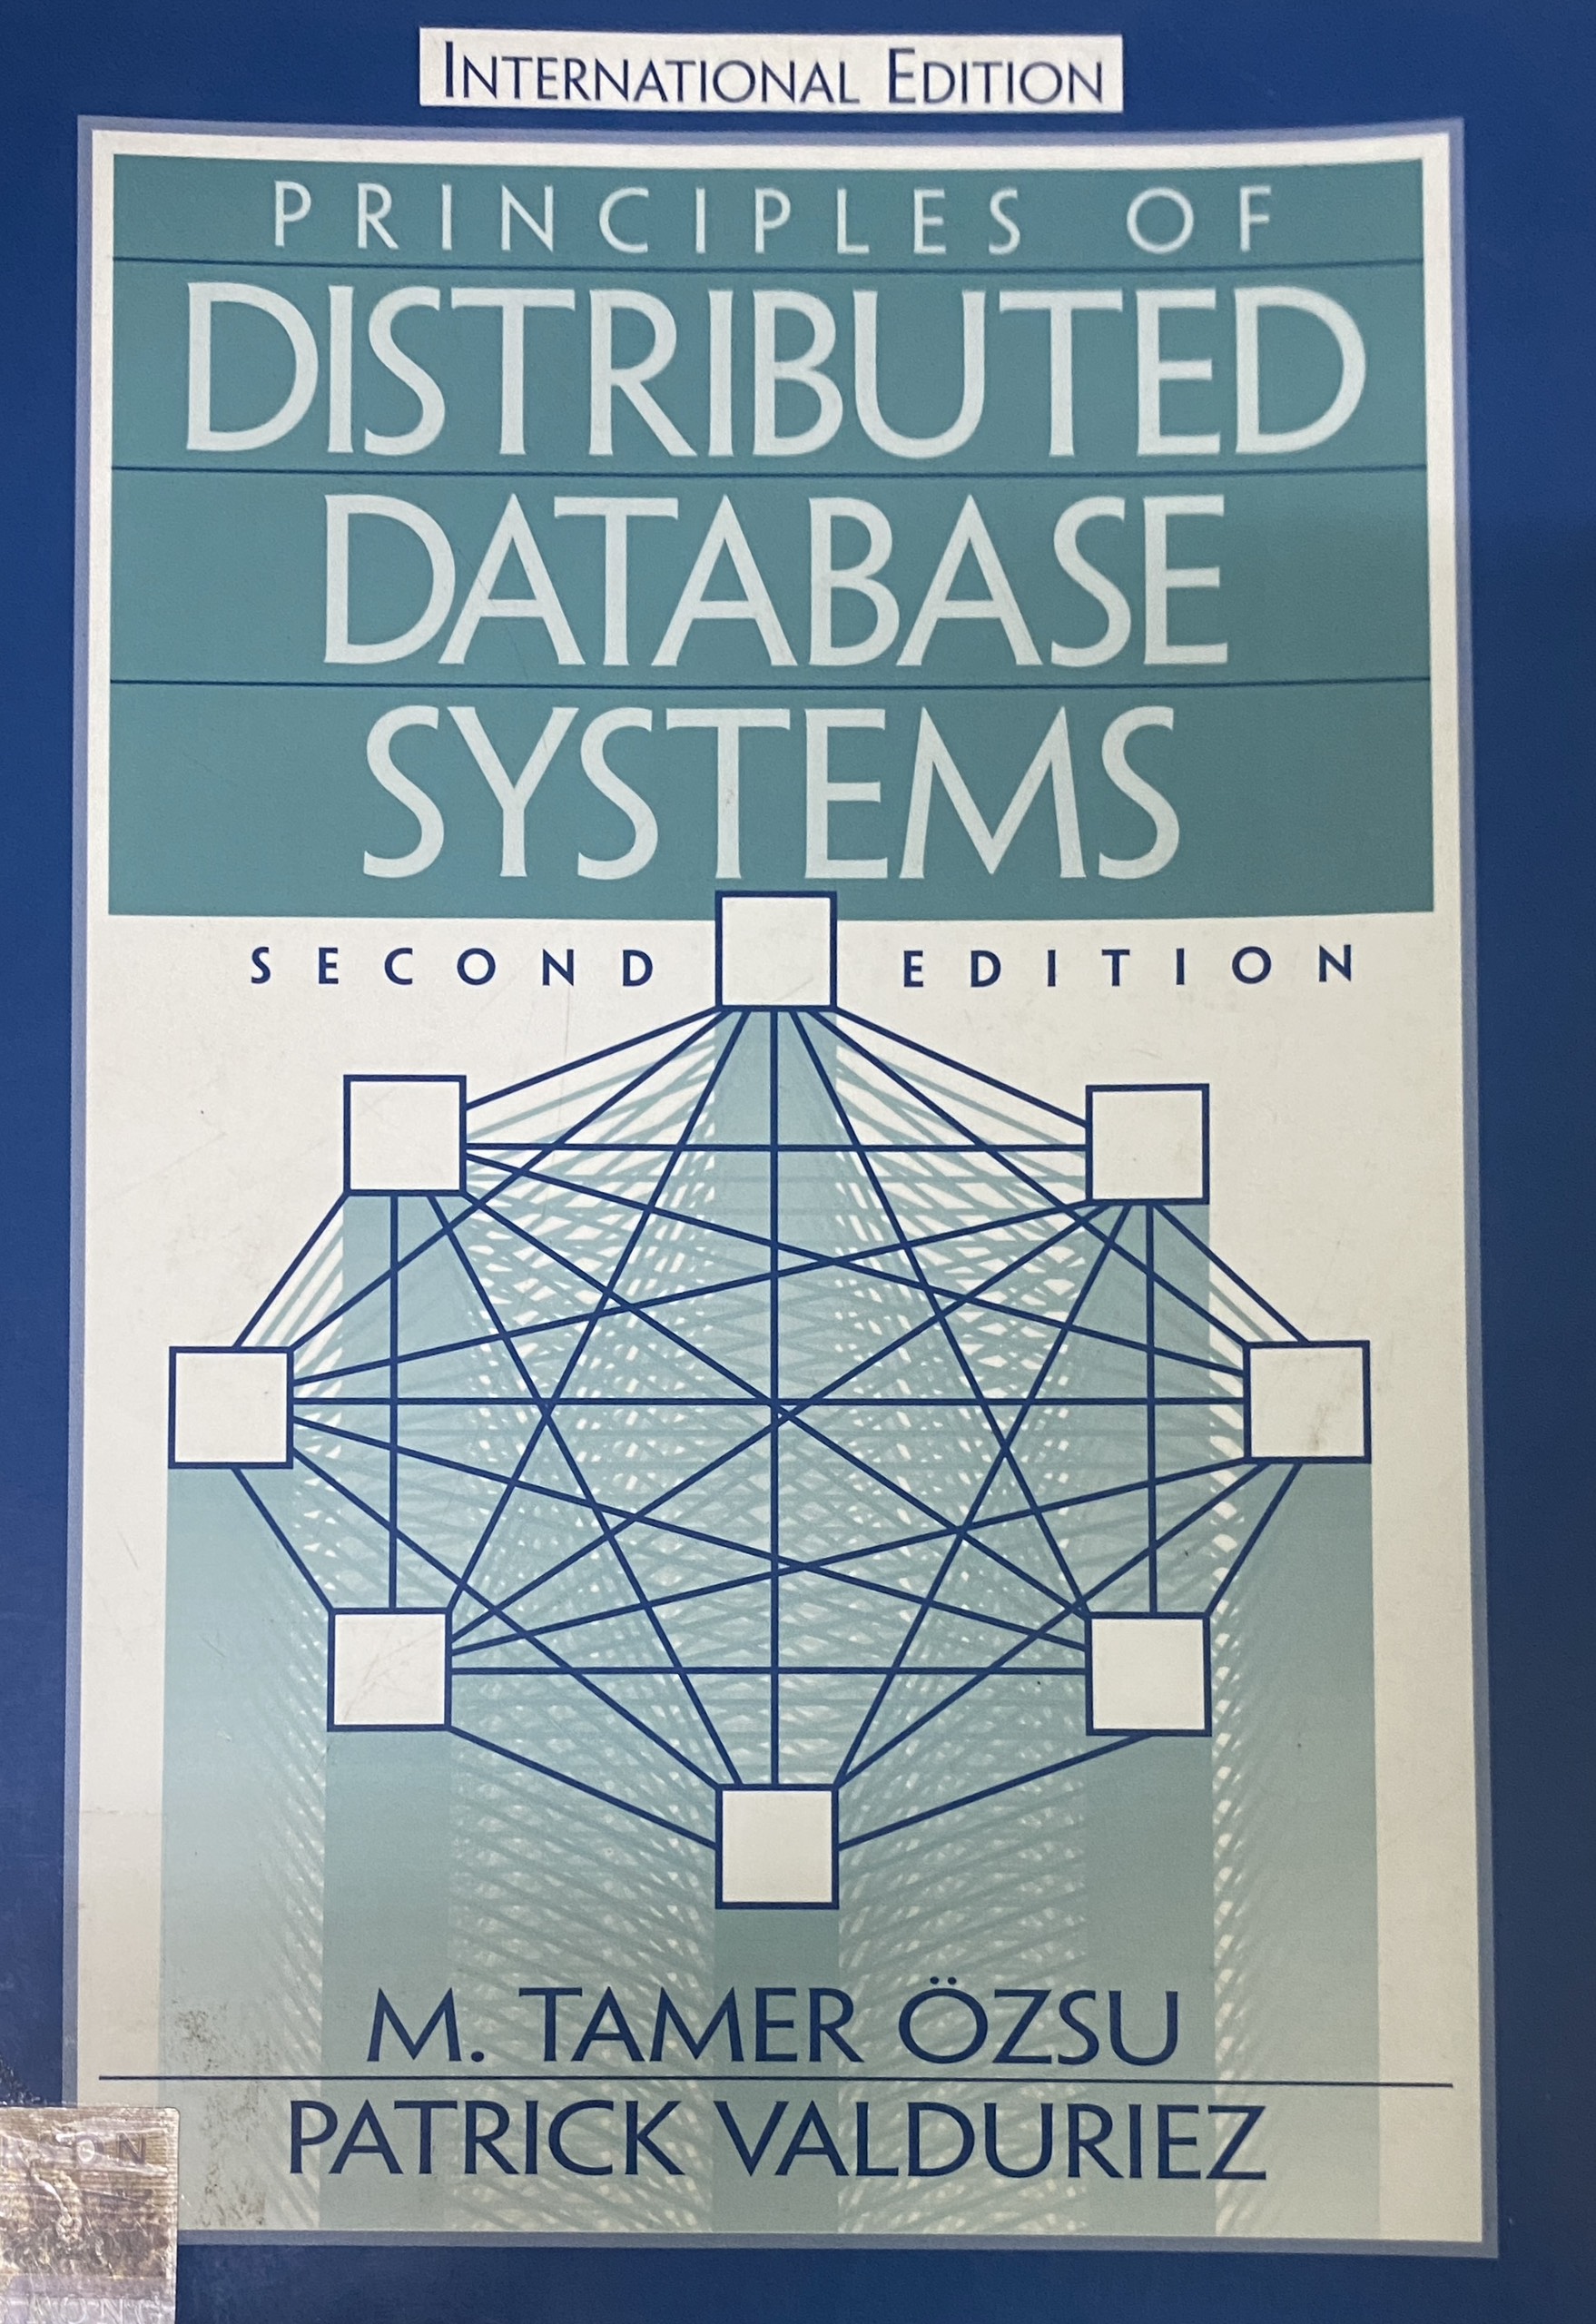 INTERNATIONAL EDITION
PRINCIPLES OF
DISTRIBUTED
DATABASE
SYSTEMS
SECOND EDITION
M. TAMER ÖZSU
PATRICK VALDURIEZ